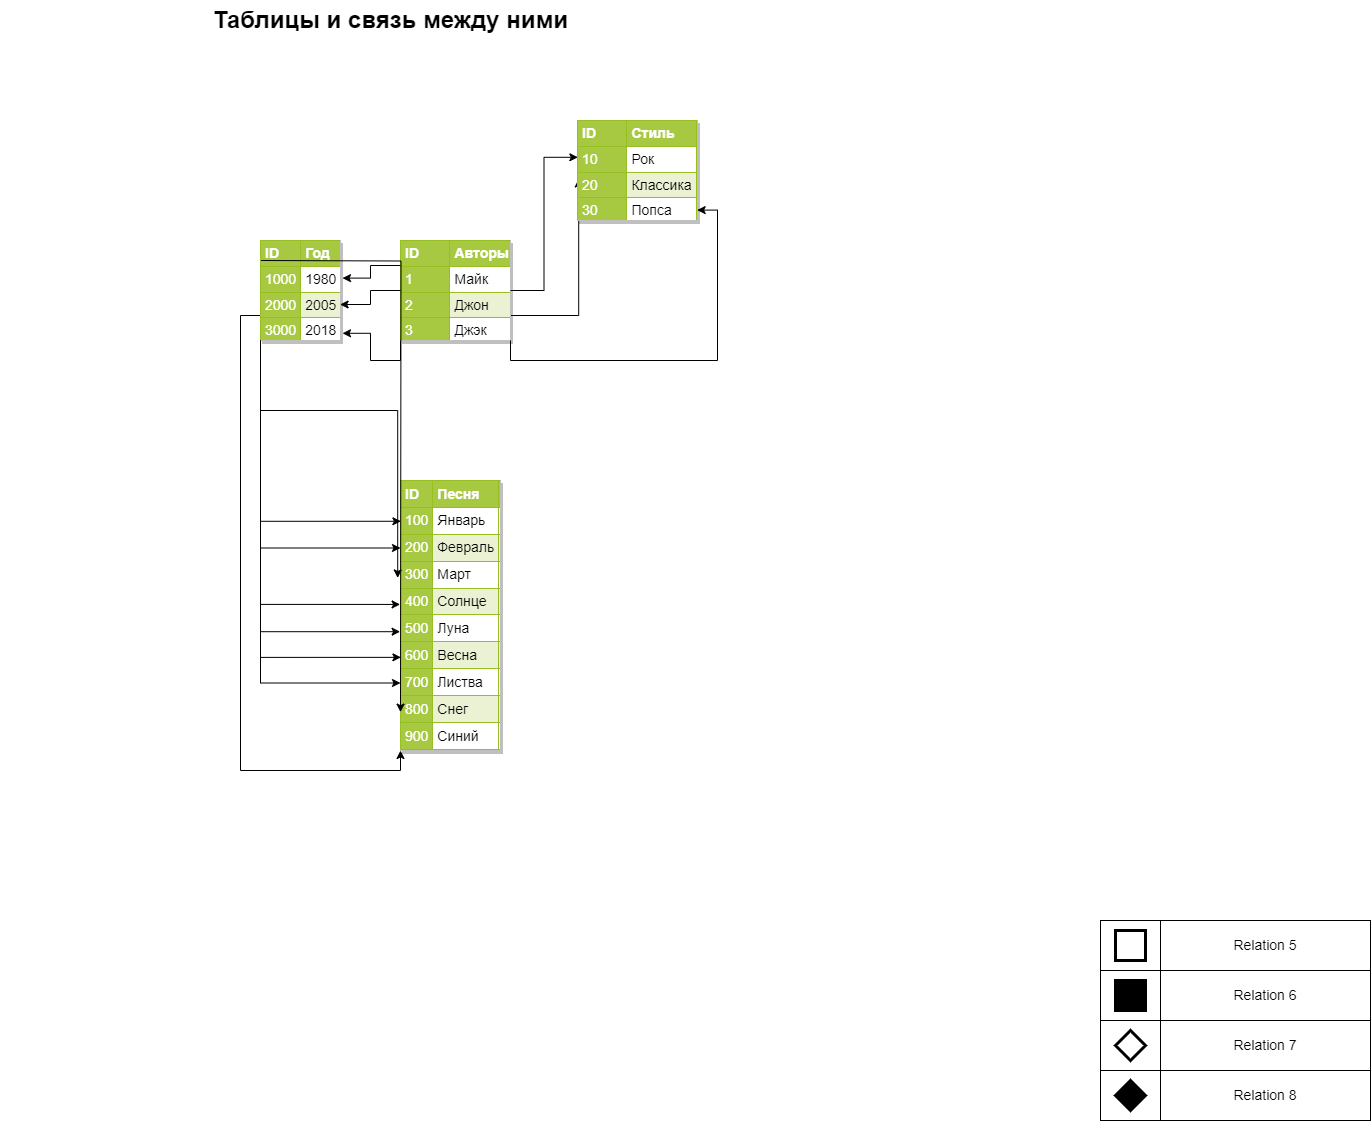 Таблицы и связь между ними
ID Стиль
10 Рок
20 Классика
30 Попса
ID Год
1000 1980
2000 2005
3000 2018
ID Авторы
1 Майк
2 Джон
3 Джэк
ID Песня
100 Январь
200 Февраль
300 Март
400 Солнце
500 Луна
600 Весна
700 Листва
800 Снег
900 Синий
Relation 5
Relation 6
Relation 7
Relation 8